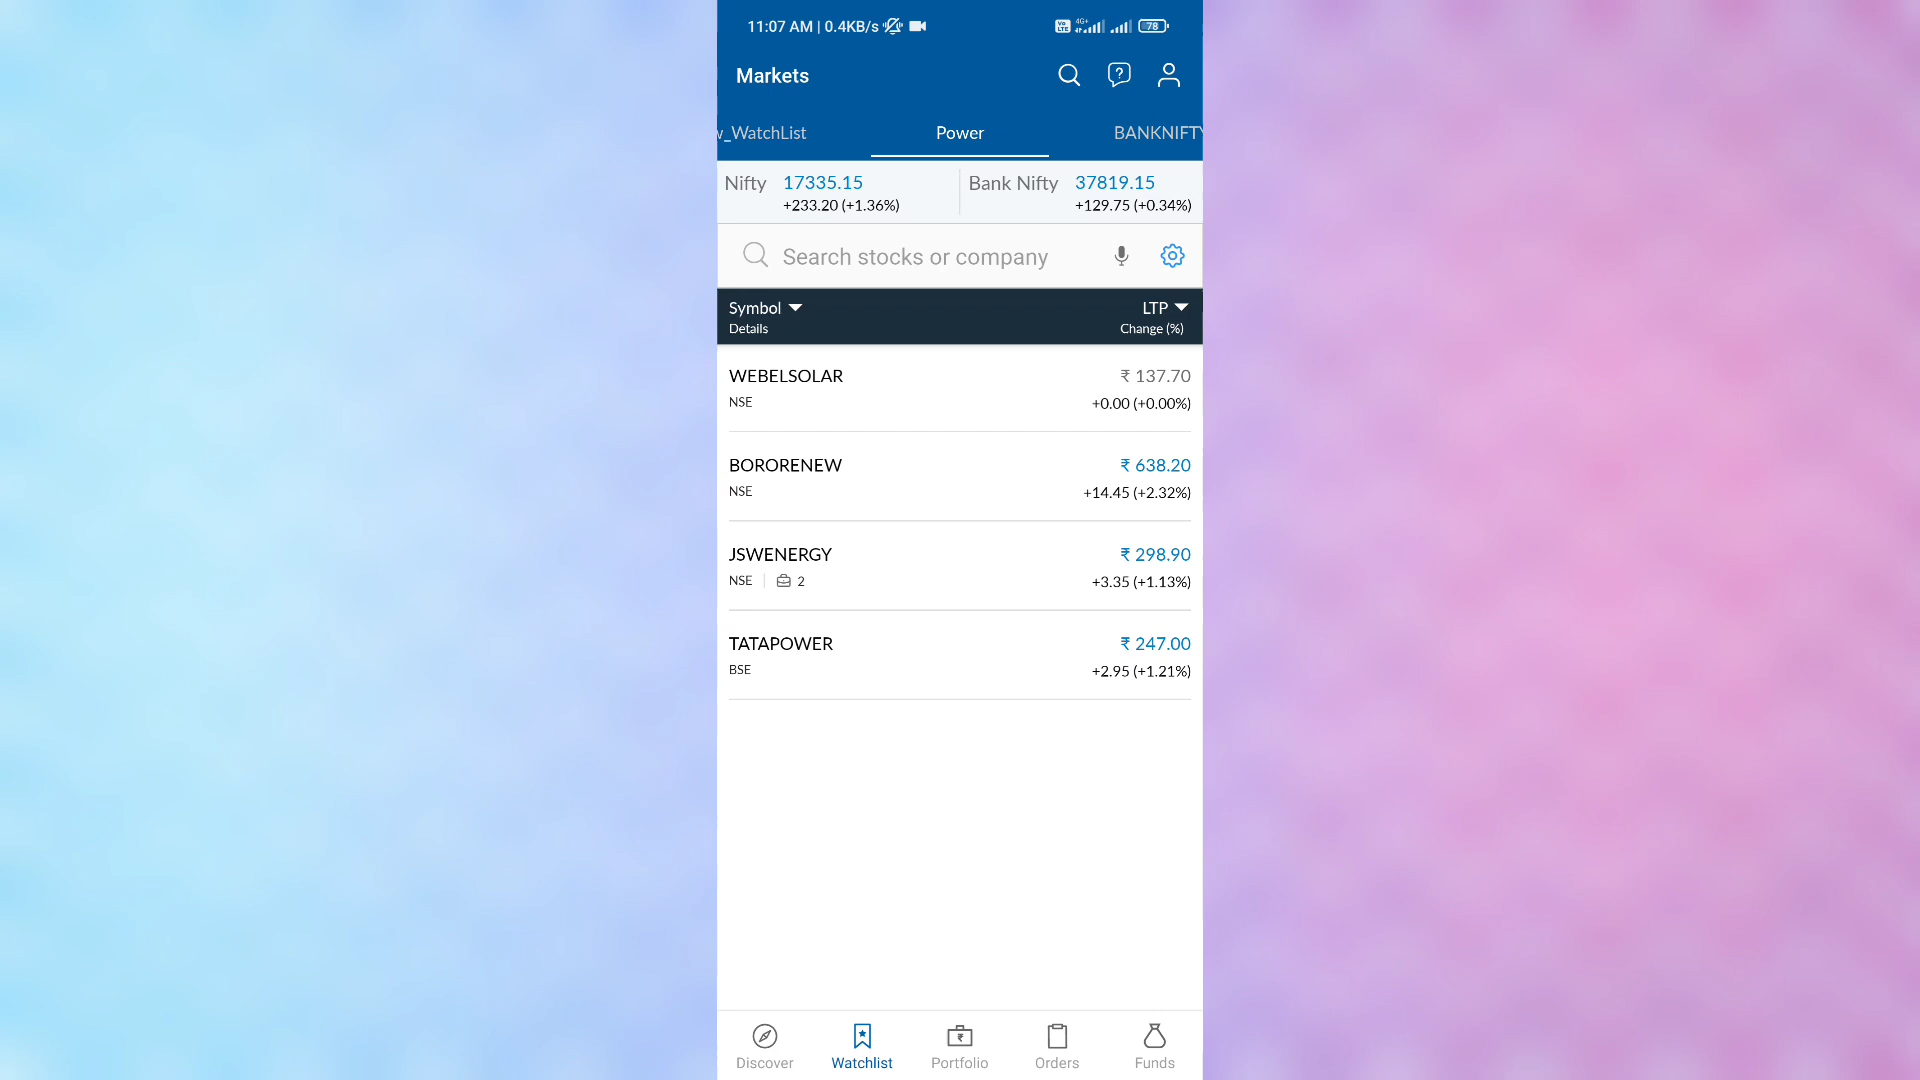 11:07 AM | 0.4KB/s
Vo LTE 4G+ 78
Markets
_WatchList Power BANKNIFTY
Nifty 17335.15 Bank Nifty 37819.15
+233.20 (+1.36%) +129.75 (+0.34%)
Search stocks or company
Symbol LTP
Details Change (%)
WEBELSOLAR ₹ 137.70
NSE +0.00 (+0.00%)
BORORENEW ₹ 638.20
NSE +14.45 (+2.32%)
JSWENERGY ₹ 298.90
NSE 2 +3.35 (+1.13%)
TATAPOWER ₹ 247.00
BSE +2.95 (+1.21%)
Discover Watchlist Portfolio Orders Funds